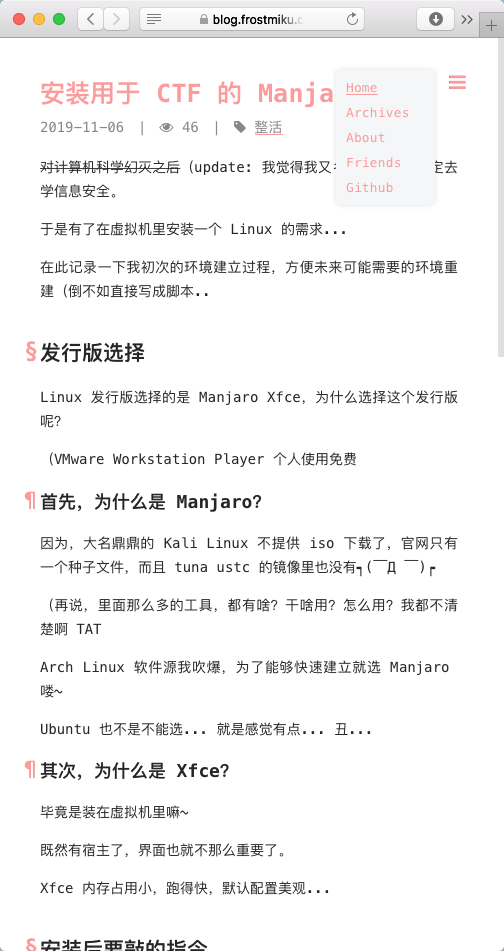 blog.frostmiku.c
安装用于 CTF 的 Manja
Home
Archives
About
Friends
Github
2019-11-06 | 46 | 整活
对计算机科学幻灭之后（update: 我觉得我又
定去
学信息安全。
于是有了在虚拟机里安装一个 Linux 的需求...
在此记录一下我初次的环境建立过程，方便未来可能需要的环境重
建（倒不如直接写成脚本..
§发行版选择
Linux 发行版选择的是 Manjaro Xfce，为什么选择这个发行版
呢？
（VMware Workstation Player 个人使用免费
¶首先，为什么是 Manjaro？
因为，大名鼎鼎的 Kali Linux 不提供 iso 下载了，官网只有
一个种子文件，而且 tuna ustc 的镜像里也没有┑(￣Д ￣)┍
（再说，里面那么多的工具，都有啥？干啥用？怎么用？我都不清
楚啊 TAT
Arch Linux 软件源我吹爆，为了能够快速建立就选 Manjaro
喽~
Ubuntu 也不是不能选... 就是感觉有点... 丑...
¶其次，为什么是 Xfce？
毕竟是装在虚拟机里嘛~
既然有宿主了，界面也就不那么重要了。
Xfce 内存占用小，跑得快，默认配置美观...
§安装后要敲的指令